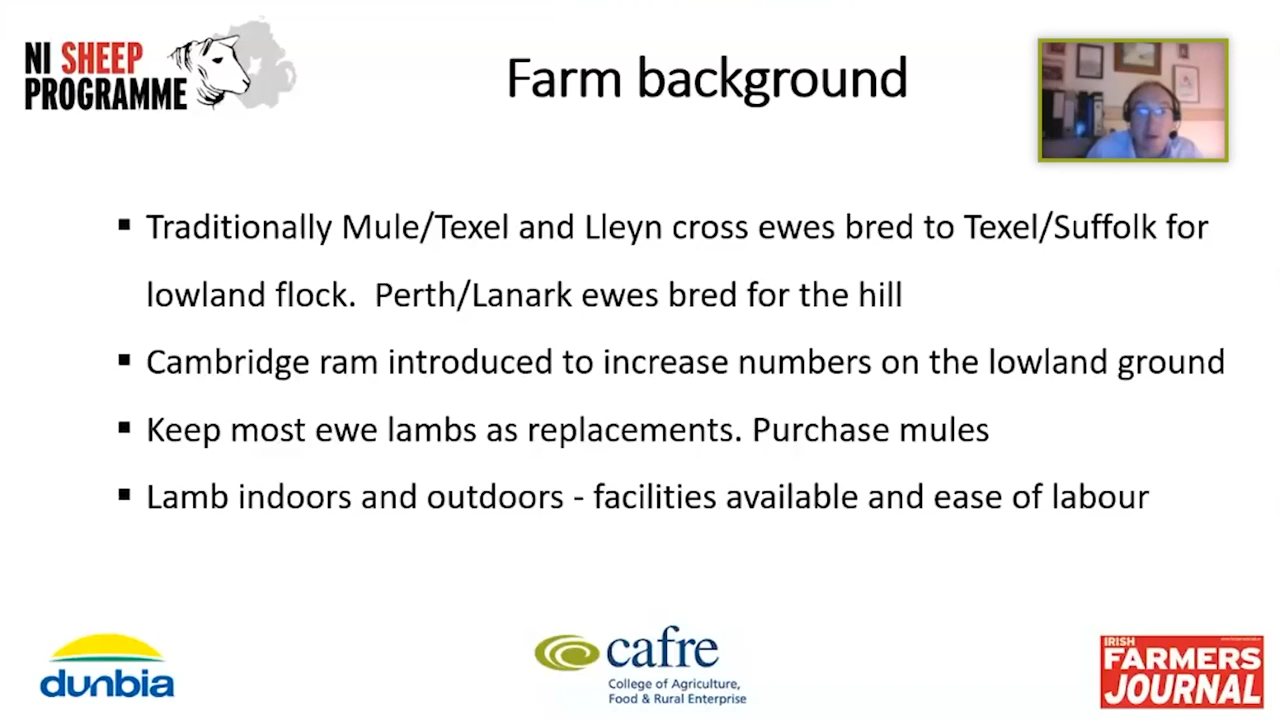 NI SHEEP
PROGRAMME
Farm background
▪ Traditionally Mule/Texel and Lleyn cross ewes bred to Texel/Suffolk for
lowland flock.  Perth/Lanark ewes bred for the hill
▪ Cambridge ram introduced to increase numbers on the lowland ground
▪ Keep most ewe lambs as replacements. Purchase mules
▪ Lamb indoors and outdoors - facilities available and ease of labour
dunbia
cafre
College of Agriculture,
Food & Rural Enterprise
IRISH
FARMERS
JOURNAL